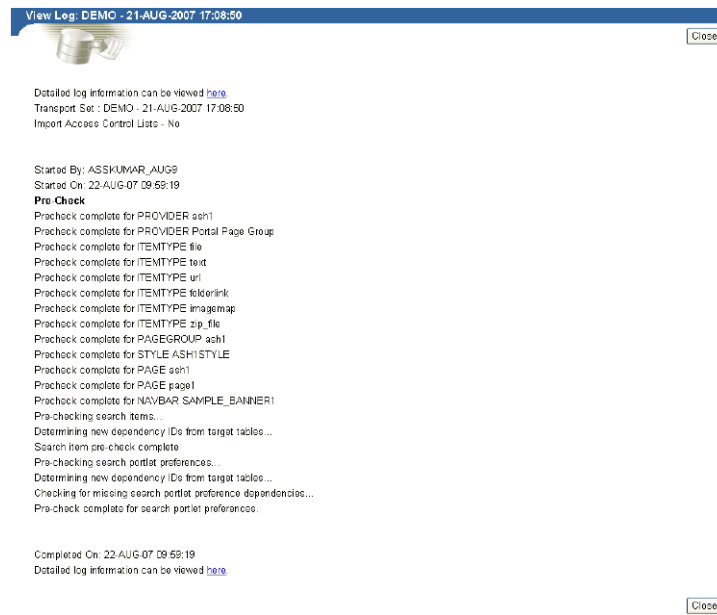 View Log: DEMO - 21-AUG-2007 17:08:50
Close
Detailed log information can be viewed here.
Transport Set : DEMO - 21-AUG-2007 17:08:50
Import Access Control Lists - No
Started By: ASSKUMAR_AUG9
Started On: 22-AUG-07 09:59:19
Pre-Check
Precheck complete for PROVIDER ash1
Precheck complete for PROVIDER Portal Page Group
Precheck complete for ITEMTYPE file
Precheck complete for ITEMTYPE text
Precheck complete for ITEMTYPE url
Precheck complete for ITEMTYPE folderlink
Precheck complete for ITEMTYPE imagemap
Precheck complete for ITEMTYPE zip_file
Precheck complete for PAGEGROUP ash1
Precheck complete for STYLE ASH1STYLE
Precheck complete for PAGE ash1
Precheck complete for PAGE page1
Precheck complete for NAVBAR SAMPLE_BANNER1
Pre-checking search items...
Determining new dependency IDs from target tables...
Search item pre-check complete
Pre-checking search portlet preferences...
Determining new dependency IDs from target tables...
Checking for missing search portlet preference dependencies...
Pre-check complete for search portlet preferences.
Completed On: 22-AUG-07 09:59:19
Detailed log information can be viewed here.
Close